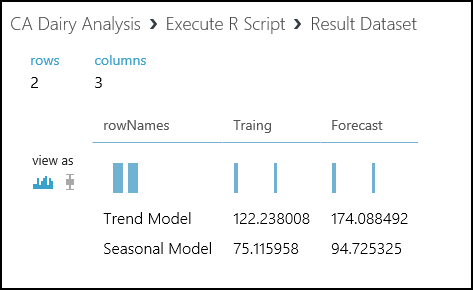 CA Dairy Analysis > Execute R Script > Result Dataset
rows columns
2 3
rowNames Traing Forecast
view as
Trend Model 122.238008 174.088492
Seasonal Model 75.115958 94.725325